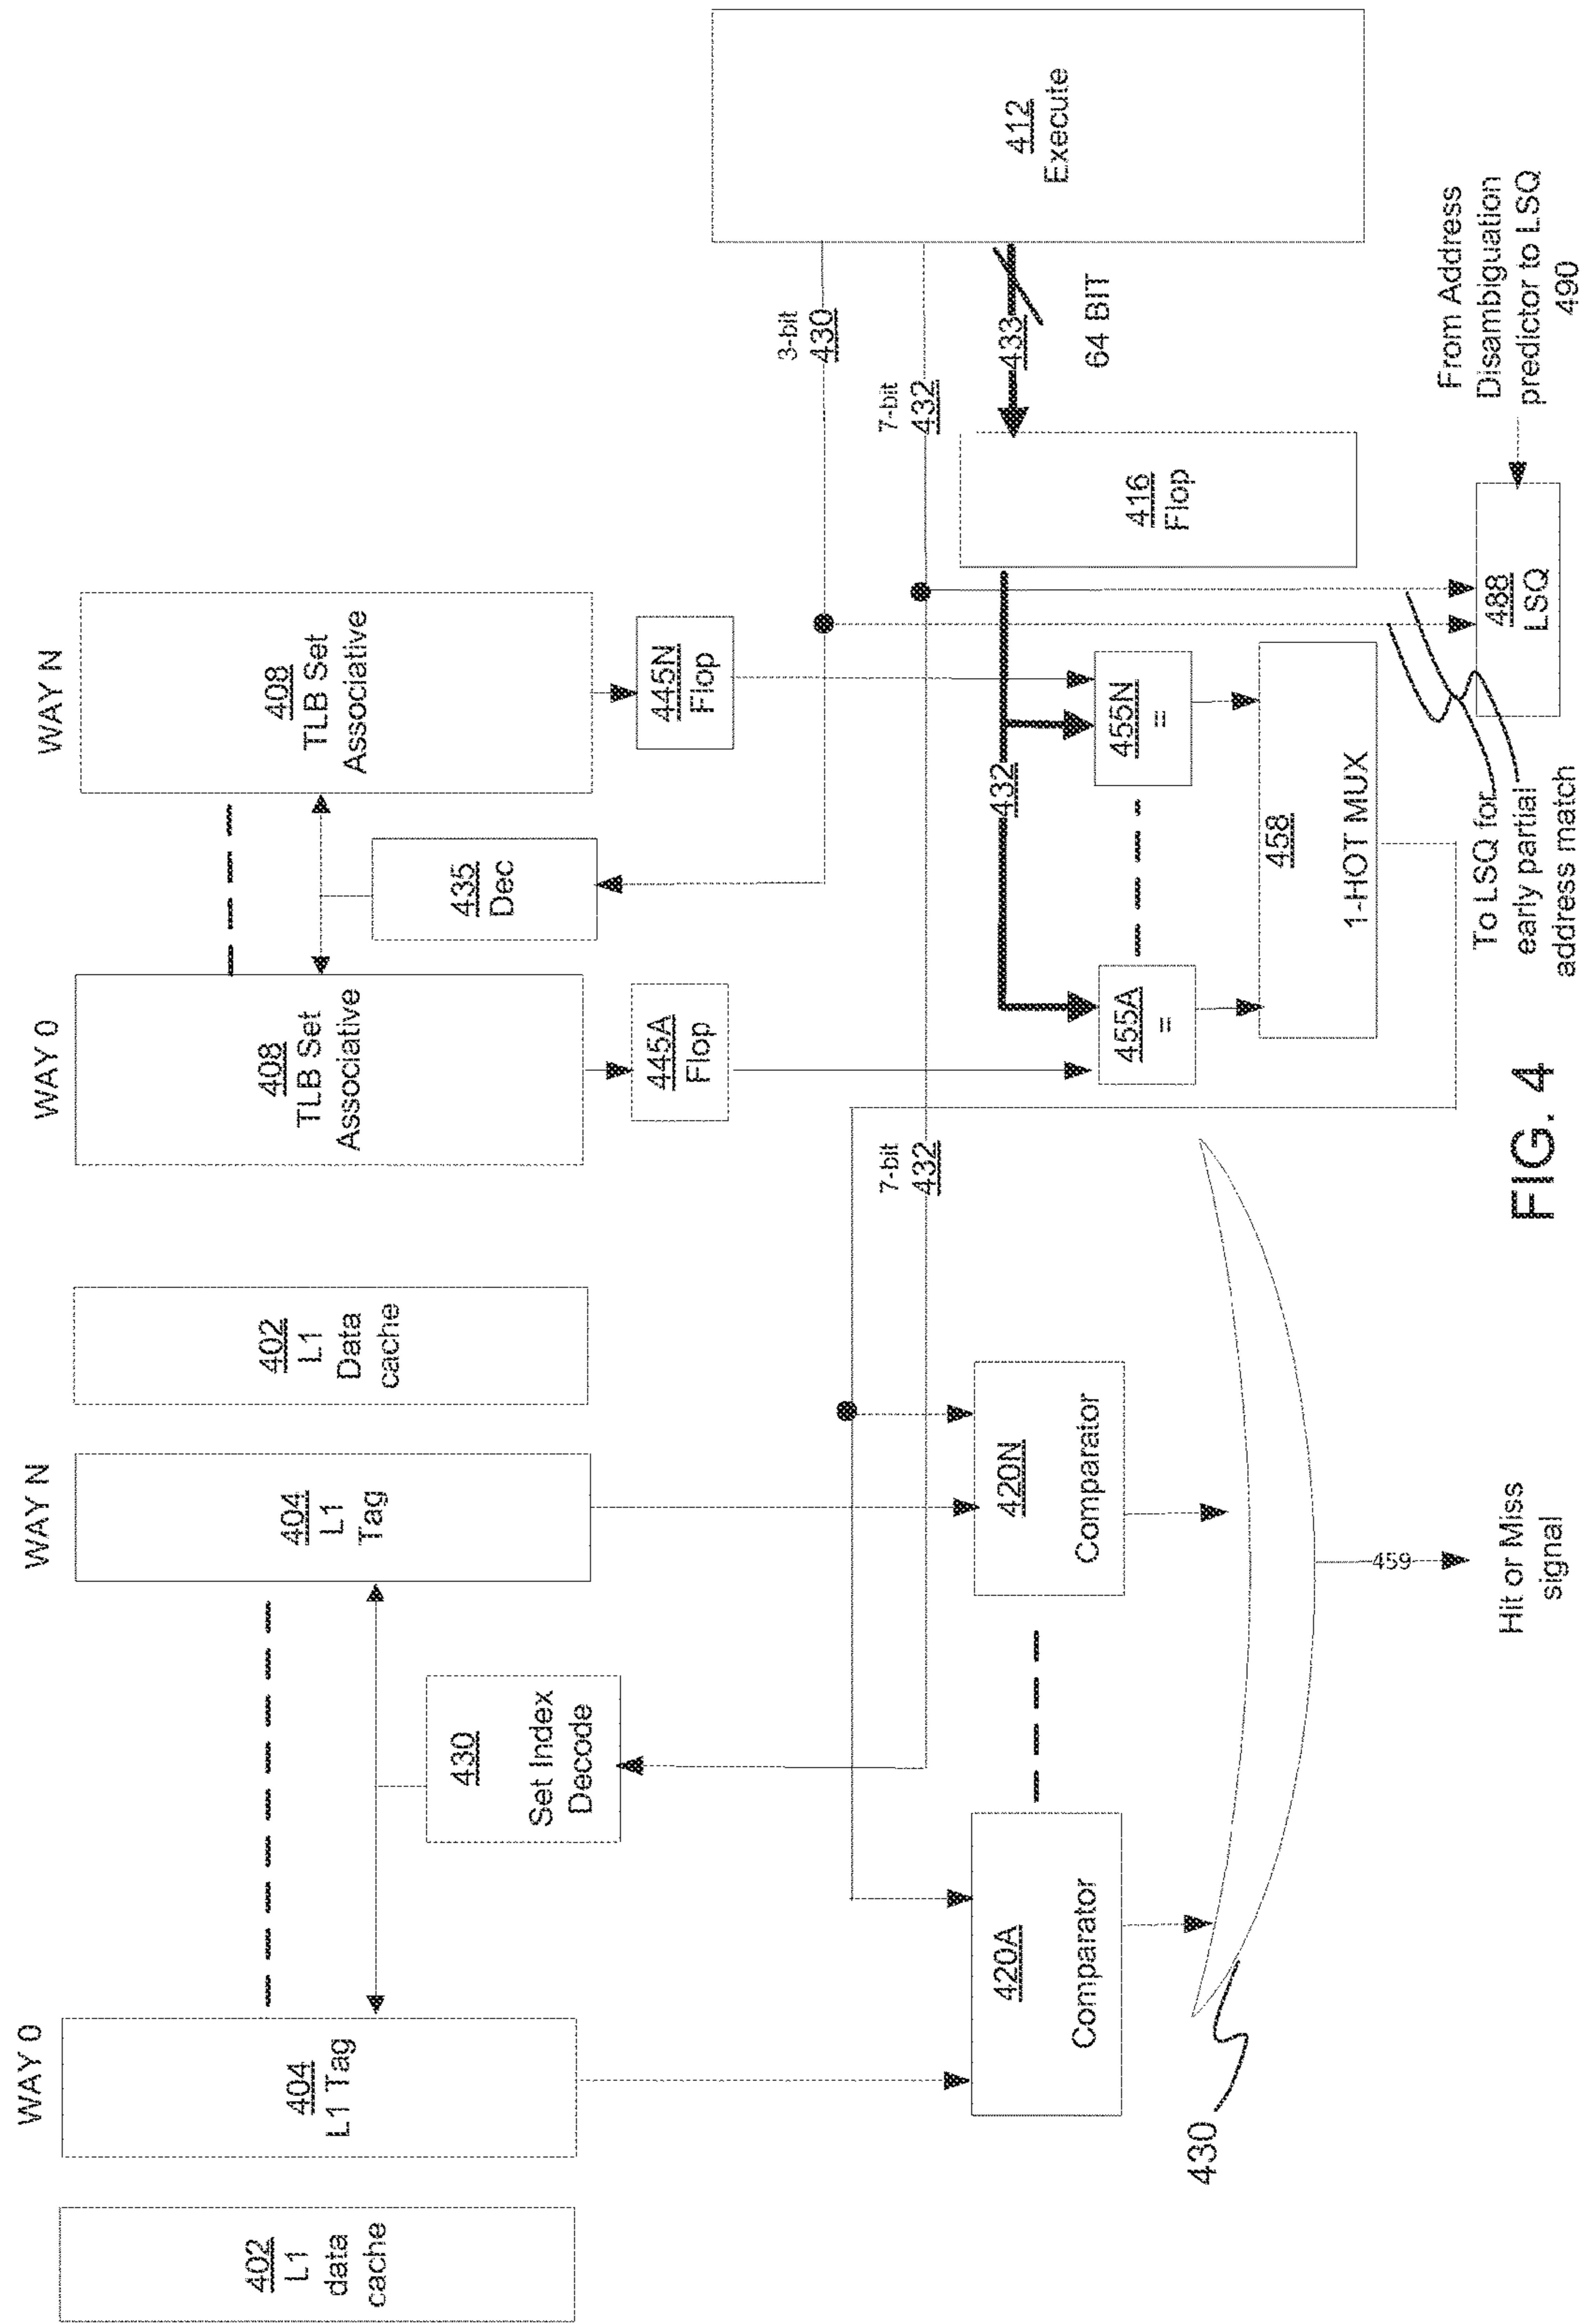 WAY 0
WAY N
WAY 0
WAY N
402
L1
data
cache
404
L1 Tag
404
L1
Tag
402
L1
Data
cache
408
TLB Set
Associative
408
TLB Set
Associative
430
Set Index
Decode
435
Dec
445A
Flop
445N
Flop
3-bit
430
7-bit
432
7-bit
432
412
Execute
433
64 BIT
416
Flop
432
420A
Comparator
420N
Comparator
455A
=
455N
=
458
1-HOT MUX
430
459
Hit or Miss
signal
488
LSQ
To LSQ for
early partial
address match
From Address
Disambiguation
predictor to LSQ
490
FIG. 4